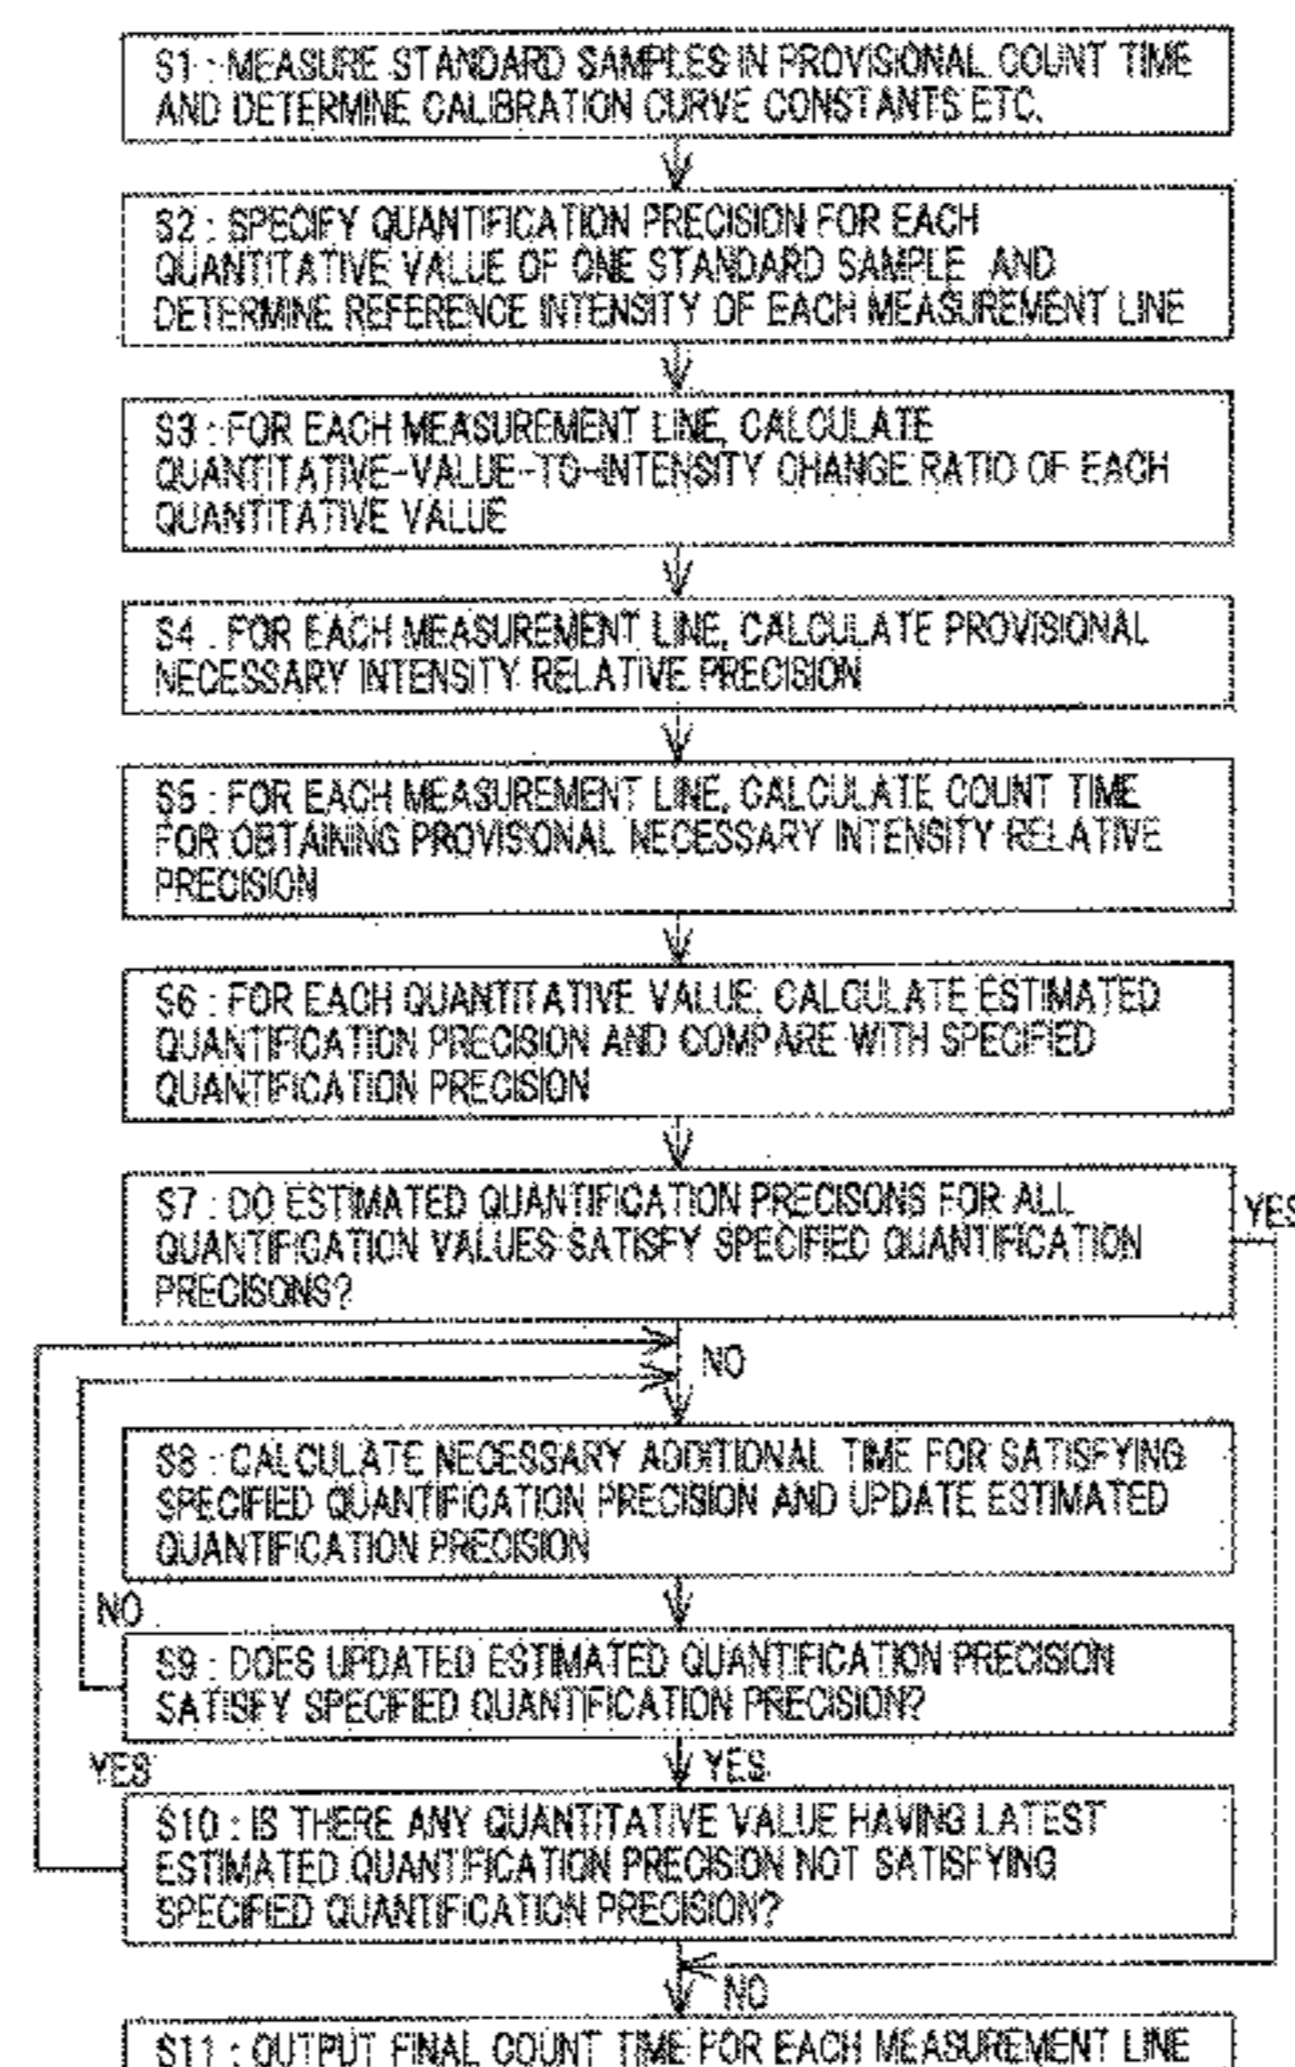 S1 : MEASURE STANDARD SAMPLES IN PROVISIONAL COUNT TIME
AND DETERMINE CALIBRATION CURVE CONSTANTS ETC.
S2 : SPECIFY QUANTIFICATION PRECISION FOR EACH
QUANTITATIVE VALUE OF ONE STANDARD SAMPLE AND
DETERMINE REFERENCE INTENSITY OF EACH MEASUREMENT LINE
S3 : FOR EACH MEASUREMENT LINE, CALCULATE
QUANTITATIVE-VALUE-TO-INTENSITY CHANGE RATIO OF EACH
QUANTITATIVE VALUE
S4 : FOR EACH MEASUREMENT LINE, CALCULATE PROVISIONAL
NECESSARY INTENSITY RELATIVE PRECISION
S5 : FOR EACH MEASUREMENT LINE, CALCULATE COUNT TIME
FOR OBTAINING PROVISIONAL NECESSARY INTENSITY RELATIVE
PRECISION
S6 : FOR EACH QUANTITATIVE VALUE, CALCULATE ESTIMATED
QUANTIFICATION PRECISION AND COMPARE WITH SPECIFIED
QUANTIFICATION PRECISION
S7 : DO ESTIMATED QUANTIFICATION PRECISONS FOR ALL
QUANTIFICATION VALUES SATISFY SPECIFIED QUANTIFICATION
PRECISONS?
YES
NO
S8 : CALCULATE NECESSARY ADDITIONAL TIME FOR SATISFYING
SPECIFIED QUANTIFICATION PRECISION AND UPDATE ESTIMATED
QUANTIFICATION PRECISION
NO
S9 : DOES UPDATED ESTIMATED QUANTIFICATION PRECISION
SATISFY SPECIFIED QUANTIFICATION PRECISION?
YES
YES
S10 : IS THERE ANY QUANTITATIVE VALUE HAVING LATEST
ESTIMATED QUANTIFICATION PRECISION NOT SATISFYING
SPECIFIED QUANTIFICATION PRECISION?
NO
S11 : OUTPUT FINAL COUNT TIME FOR EACH MEASUREMENT LINE